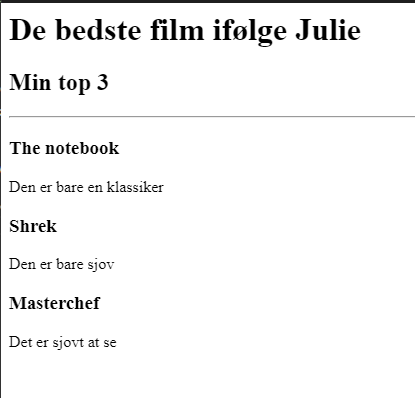 De bedste film ifølge Julie
Min top 3
The notebook
Den er bare en klassiker
Shrek
Den er bare sjov
Masterchef
Det er sjovt at se